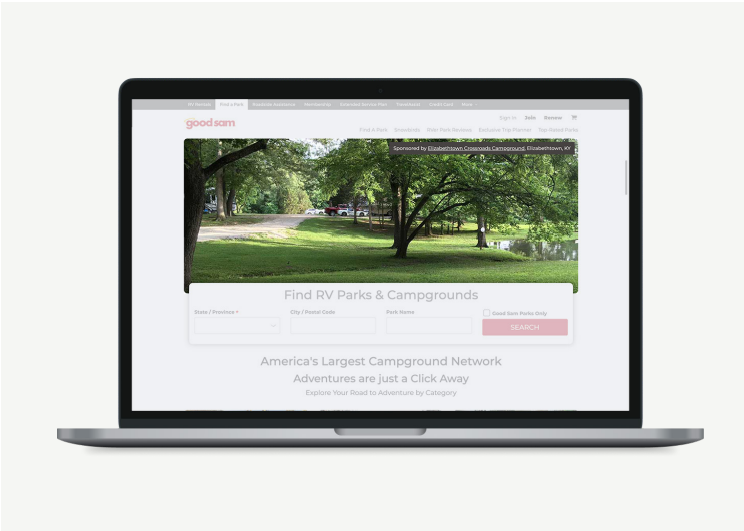 RV Rentals Find a Park Roadside Assistance Membership Extended Service Plan TravelAssist Credit Card More
Sign In Join Renew
good sam
Find A Park Snowbirds Rate Park Reviews Exclusive Trip Planner Top Rated Parks
Sponsored by Elizabethtown Crossroads Campground, Elizabethtown, KY
Find RV Parks & Campgrounds
State / Province * City / Postal Code Park Name Good Sam Parks Only
SEARCH
America's Largest Campground Network
Adventures are just a Click Away
Explore Your Road to Adventure by Category